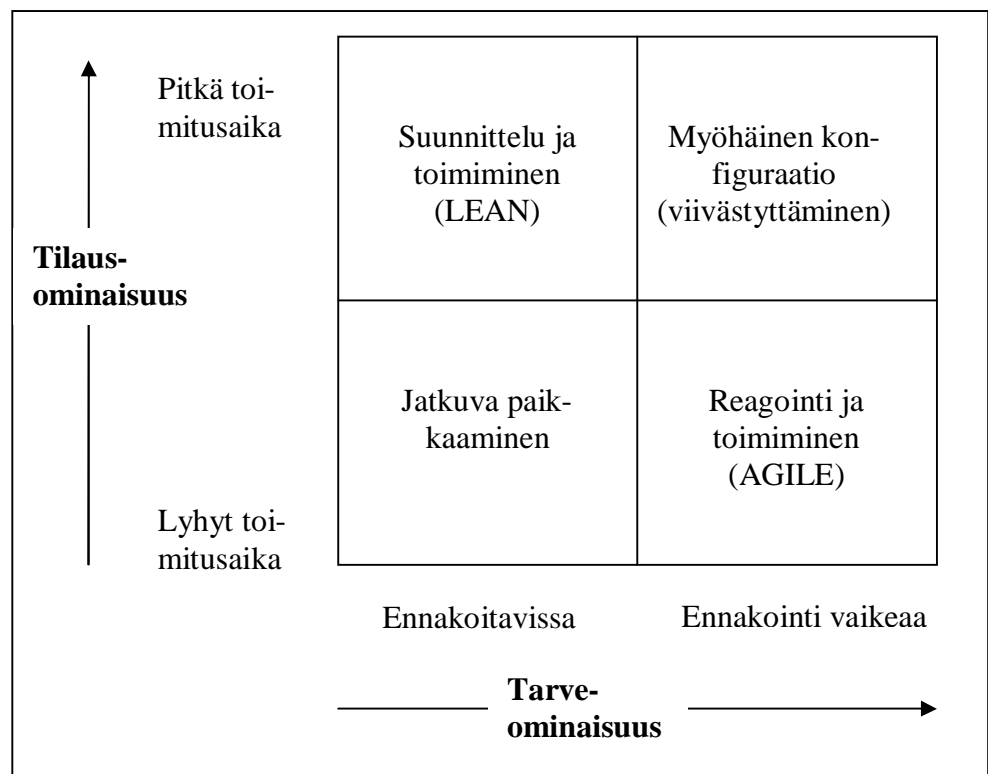 Pitkä toi-
mitusaika
Suunnittelu ja
toimiminen
(LEAN)
Myöhäinen kon-
figuraatio
(viivästyttäminen)
Tilaus-
ominaisuus
Jatkuva paik-
kaaminen
Reagointi ja
toimiminen
(AGILE)
Lyhyt toi-
mitusaika
Ennakoitavissa
Ennakointi vaikeaa
Tarve-
ominaisuus